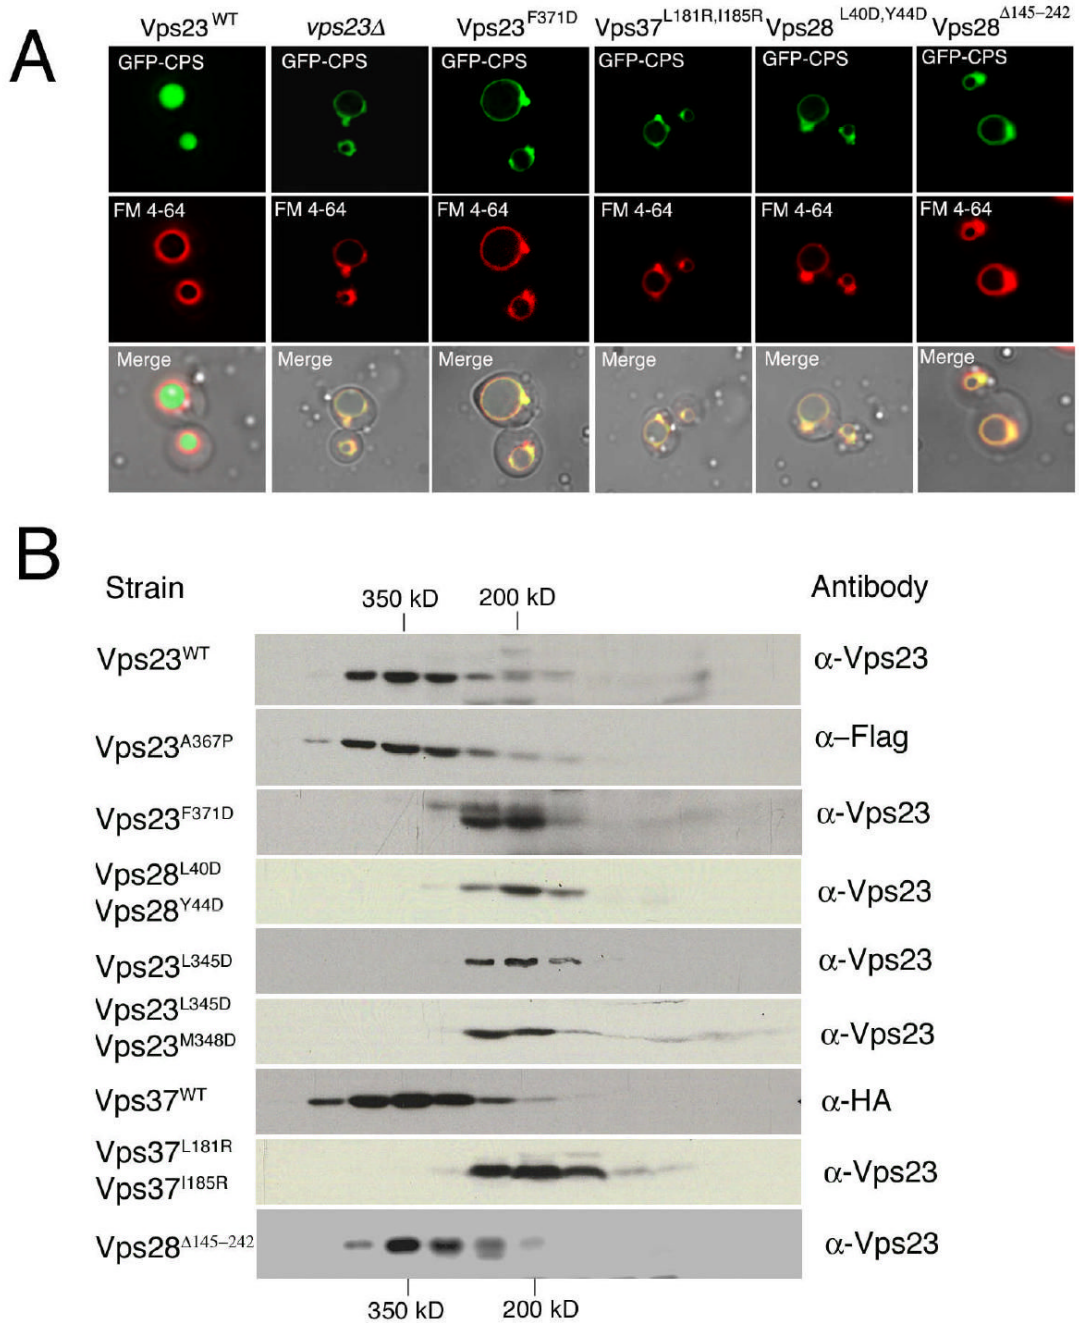 A
Vps23WT vps23Δ Vps23F371D Vps37L181R,I185R Vps28L40D,Y44D Vps28Δ145–242
GFP-CPS GFP-CPS GFP-CPS GFP-CPS GFP-CPS GFP-CPS
FM 4-64 FM 4-64 FM 4-64 FM 4-64 FM 4-64 FM 4-64
Merge Merge Merge Merge Merge Merge
B
Strain 350 kD 200 kD Antibody
Vps23WT α-Vps23
Vps23A367P α–Flag
Vps23F371D α-Vps23
Vps28L40D
Vps28Y44D α-Vps23
Vps23L345D α-Vps23
Vps23L345D
Vps23M348D α-Vps23
Vps37WT α-HA
Vps37L181R
Vps37I185R α-Vps23
Vps28Δ145–242 α-Vps23
350 kD 200 kD